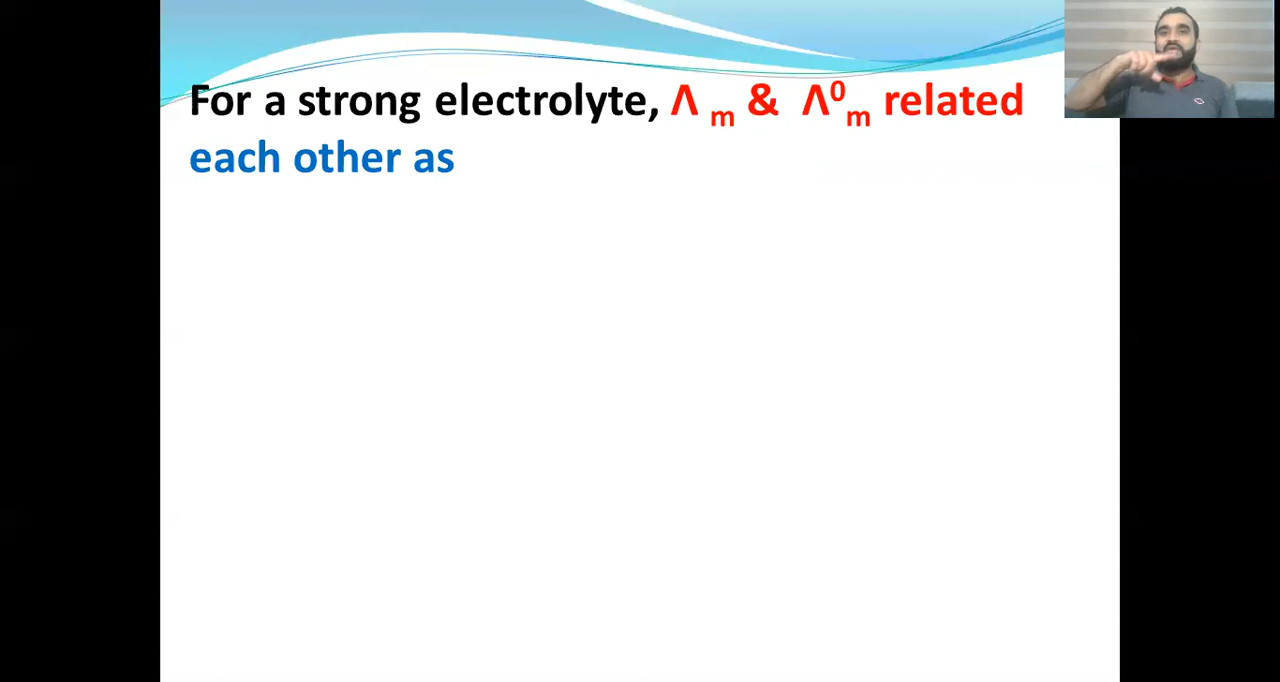 For a strong electrolyte, Λ m & Λ⁰m related
each other as